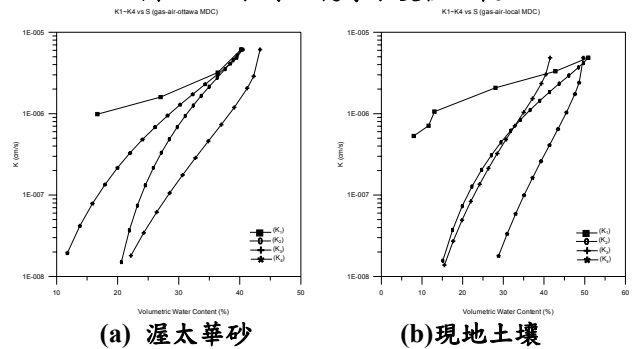 K1~K4 vs S (gas-air-ottawa MDC)
1E-005
1E-006
1E-007
1E-008
K (cm/s)
10 20 30 40 50
Volumetric Water Content (%)
(K₁)
(K₂)
(K₃)
(K₄)
(a) 渥太華砂
K1~K4 vs S (gas-air-local MDC)
1E-005
1E-006
1E-007
1E-008
K (cm/s)
0 10 20 30 40 50 60
Volumetric Water Content (%)
(K₁)
(K₂)
(K₃)
(K₄)
(b)現地土壤